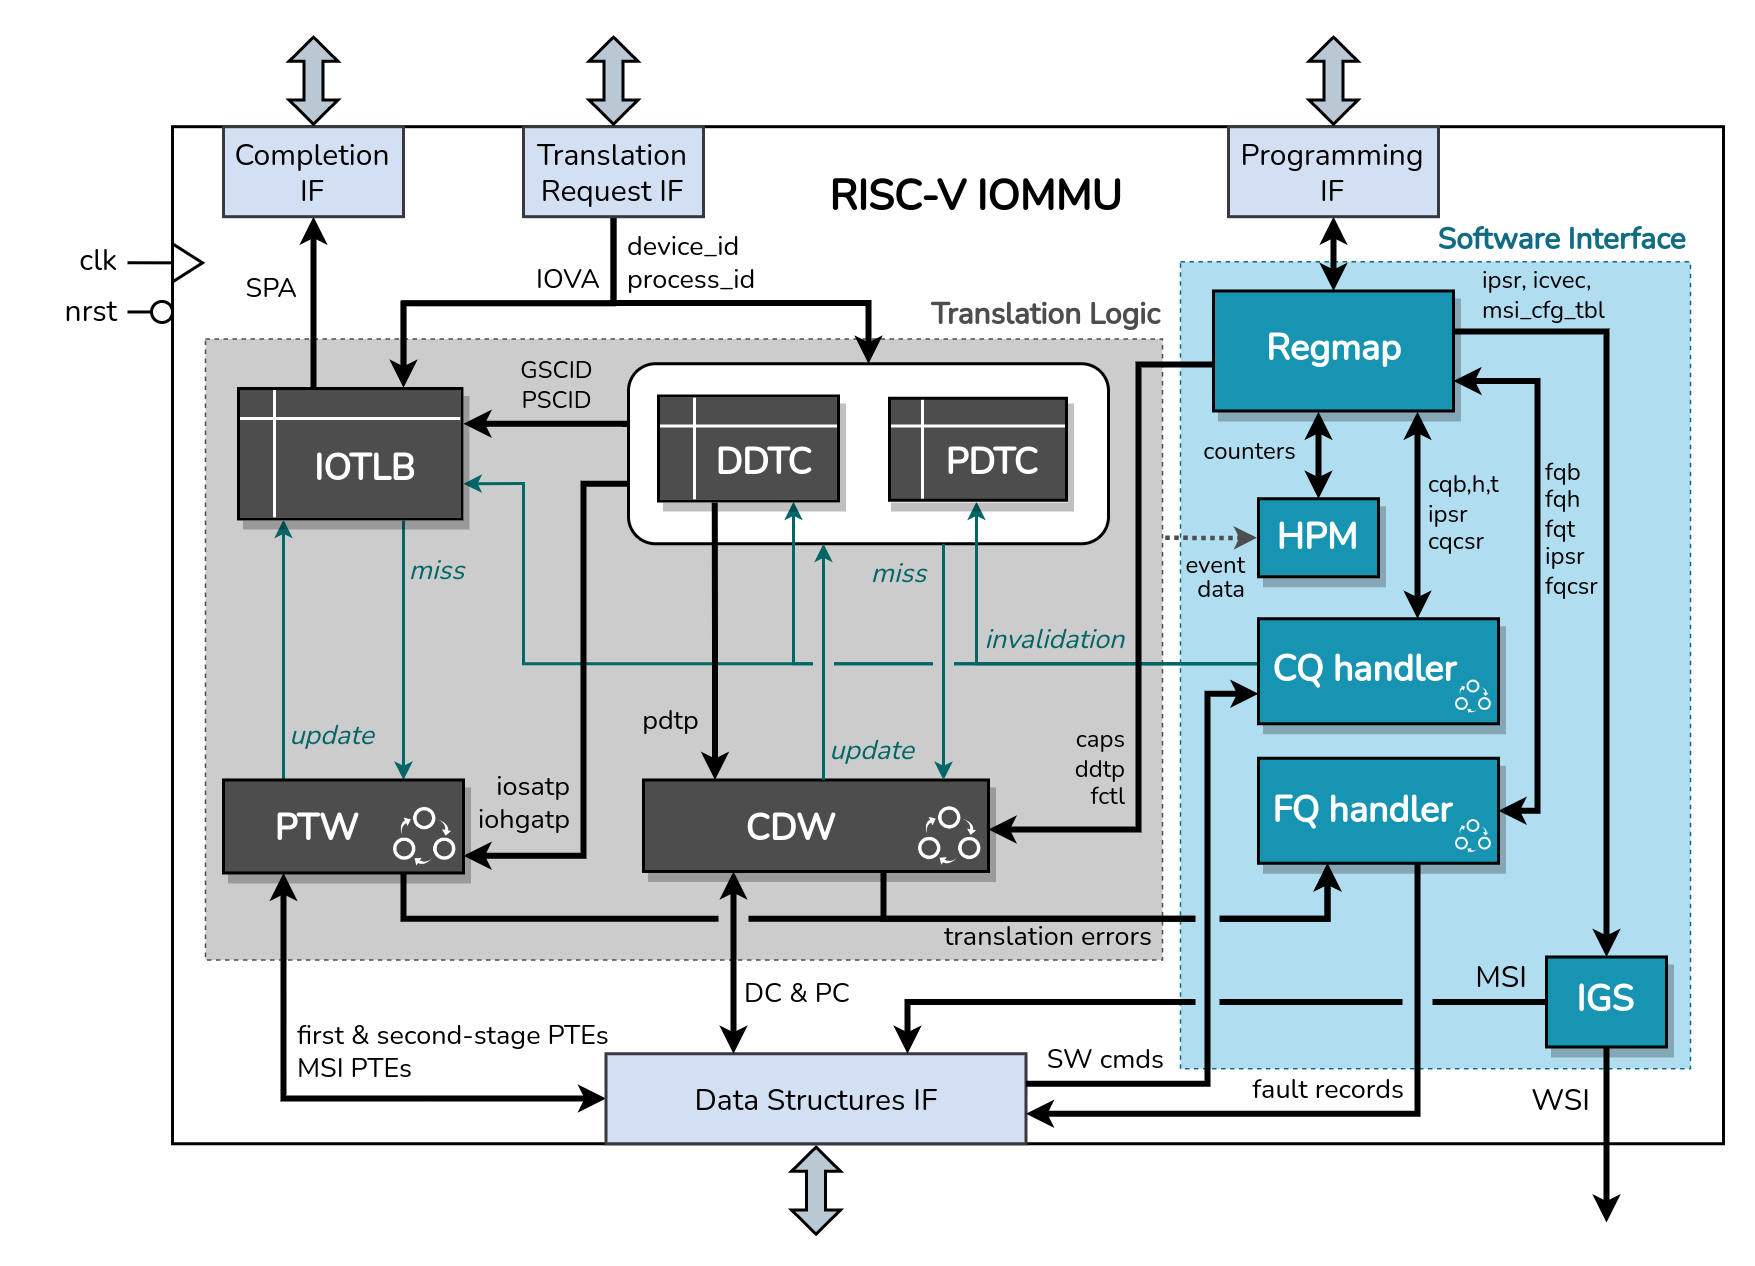 Completion
IF
Translation
Request IF
Programming
IF
RISC-V IOMMU
clk
nrst
SPA
IOVA
device_id
process_id
Software Interface
Translation Logic
ipsr, icvec,
msi_cfg_tbl
Regmap
GSCID
PSCID
IOTLB
DDTC
PDTC
counters
HPM
event
data
cqb,h,t
ipsr
cqcsr
fqb
fqh
fqt
ipsr
fqcsr
miss
miss
invalidation
CQ handler
update
pdtp
update
caps
ddtp
fctl
iosatp
iohgatp
PTW
CDW
FQ handler
translation errors
DC & PC
MSI
IGS
first & second-stage PTEs
MSI PTEs
Data Structures IF
SW cmds
fault records
WSI